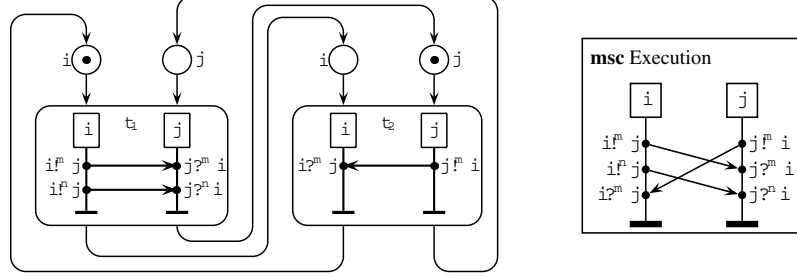 i j i j
t₁ t₂
i j i j
i!ᵐ j j?ᵐ i i?ᵐ j j!ᵐ i
i!ⁿ j j?ⁿ i
msc Execution
i j
i!ᵐ j j!ᵐ i
i!ⁿ j j?ᵐ i
i?ᵐ j j?ⁿ i